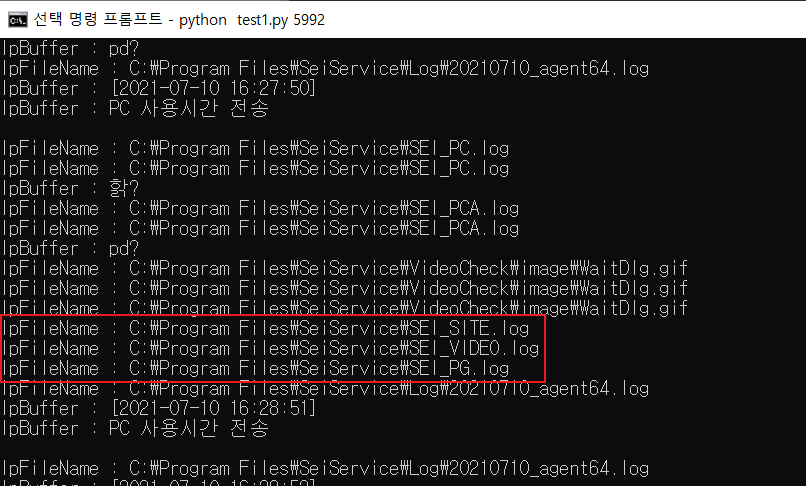 선택 명령 프롬프트 - python  test1.py 5992
lpBuffer : pd?
lpFileName : C:₩Program Files₩SeiService₩Log₩20210710_agent64.log
lpBuffer : [2021-07-10 16:27:50]
lpBuffer : PC 사용시간 전송
lpFileName : C:₩Program Files₩SeiService₩SEI_PC.log
lpFileName : C:₩Program Files₩SeiService₩SEI_PC.log
lpBuffer : 핡?
lpFileName : C:₩Program Files₩SeiService₩SEI_PCA.log
lpFileName : C:₩Program Files₩SeiService₩SEI_PCA.log
lpBuffer : pd?
lpFileName : C:₩Program Files₩SeiService₩VideoCheck₩image₩WaitDlg.gif
lpFileName : C:₩Program Files₩SeiService₩VideoCheck₩image₩WaitDlg.gif
lpFileName : C:₩Program Files₩SeiService₩VideoCheck₩image₩WaitDlg.gif
lpFileName : C:₩Program Files₩SeiService₩SEI_SITE.log
lpFileName : C:₩Program Files₩SeiService₩SEI_VIDEO.log
lpFileName : C:₩Program Files₩SeiService₩SEI_PG.log
lpFileName : C:₩Program Files₩SeiService₩Log₩20210710_agent64.log
lpBuffer : [2021-07-10 16:28:51]
lpBuffer : PC 사용시간 전송
lpFileName : C:₩Program Files₩SeiService₩Log₩20210710_agent64.log
lpBuffer : [2021-07-10